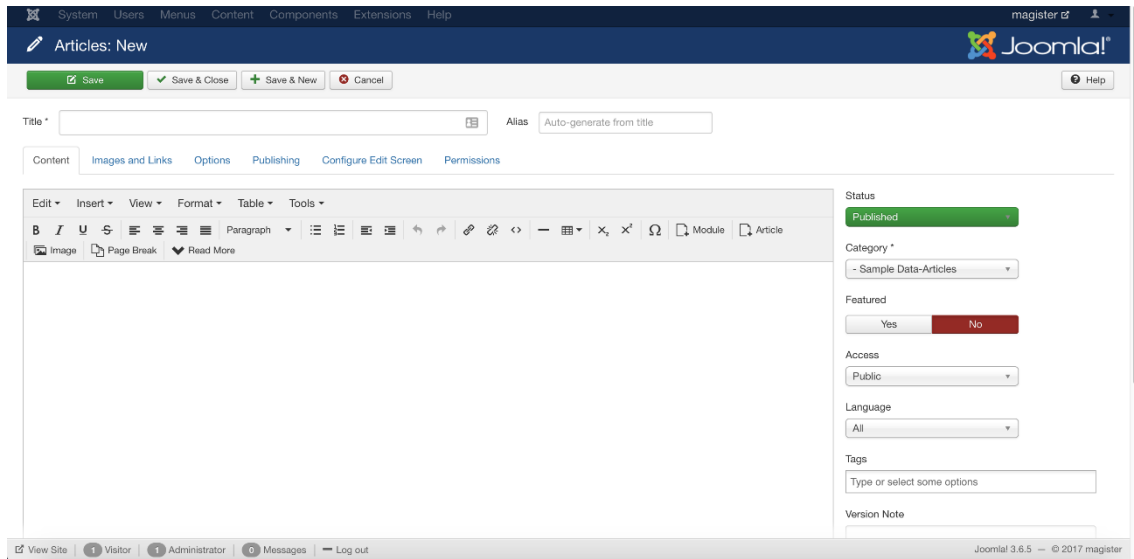 System Users Menus Content Components Extensions Help magister
Articles: New Joomla!®
Save Save & Close Save & New Cancel Help
Title * Alias Auto-generate from title
Content Images and Links Options Publishing Configure Edit Screen Permissions
Edit Insert View Format Table Tools
B I U S Paragraph X₂ X² Ω Module Article
Image Page Break Read More
Status
Published
Category *
- Sample Data-Articles
Featured
Yes No
Access
Public
Language
All
Tags
Type or select some options
Version Note
View Site 1 Visitor 1 Administrator 0 Messages Log out Joomla! 3.6.5 — © 2017 magister